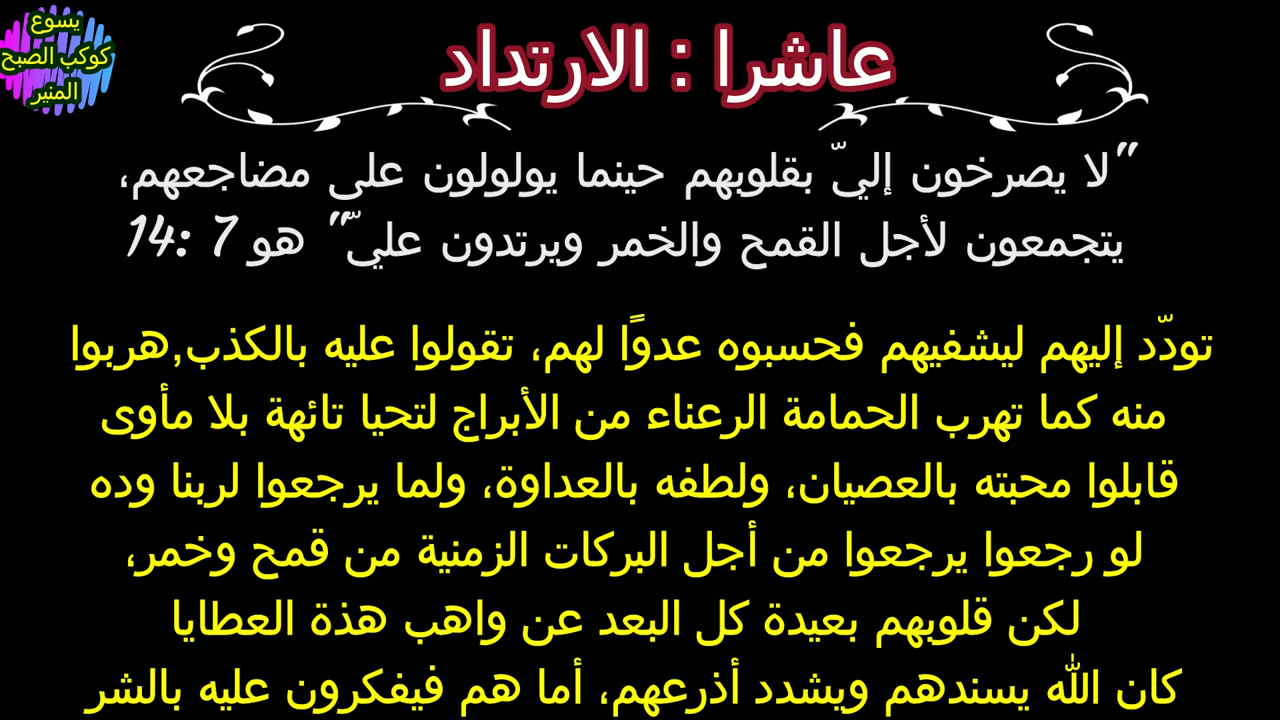 يسوع
كوكب الصبح
المنير
عاشرا : الارتداد
"لا يصرخون إليّ بقلوبهم حينما يولولون على مضاجعهم،
يتجمعون لأجل القمح والخمر ويرتدون عليّ" هو 7 :14
تودّد إليهم ليشفيهم فحسبوه عدوًا لهم، تقولوا عليه بالكذب,هربوا
منه كما تهرب الحمامة الرعناء من الأبراج لتحيا تائهة بلا مأوى
قابلوا محبته بالعصيان، ولطفه بالعداوة، ولما يرجعوا لربنا وده
لو رجعوا يرجعوا من أجل البركات الزمنية من قمح وخمر،
لكن قلوبهم بعيدة كل البعد عن واهب هذة العطايا
كان الله يسندهم ويشدد أذرعهم، أما هم فيفكرون عليه بالشر